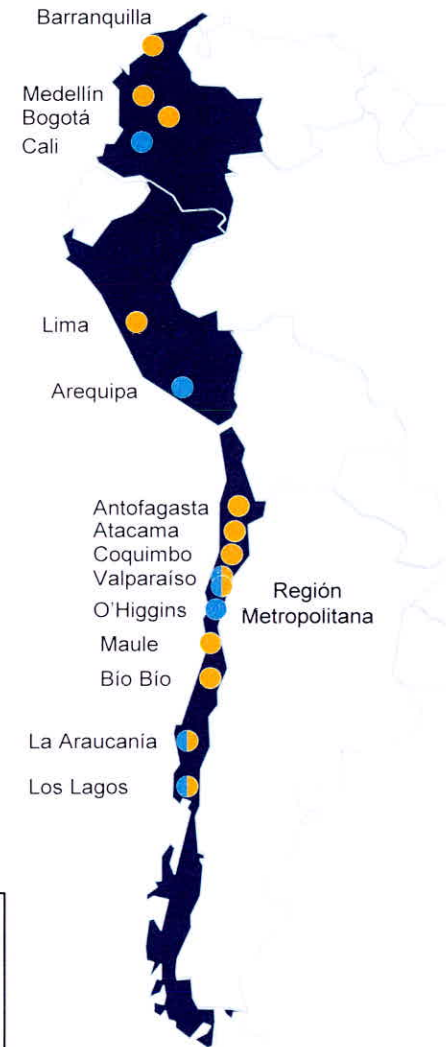 Barranquilla
Medellín
Bogotá
Cali
Lima
Arequipa
Antofagasta
Atacama
Coquimbo
Valparaíso
Región
Metropolitana
O'Higgins
Maule
Bío Bío
La Araucanía
Los Lagos